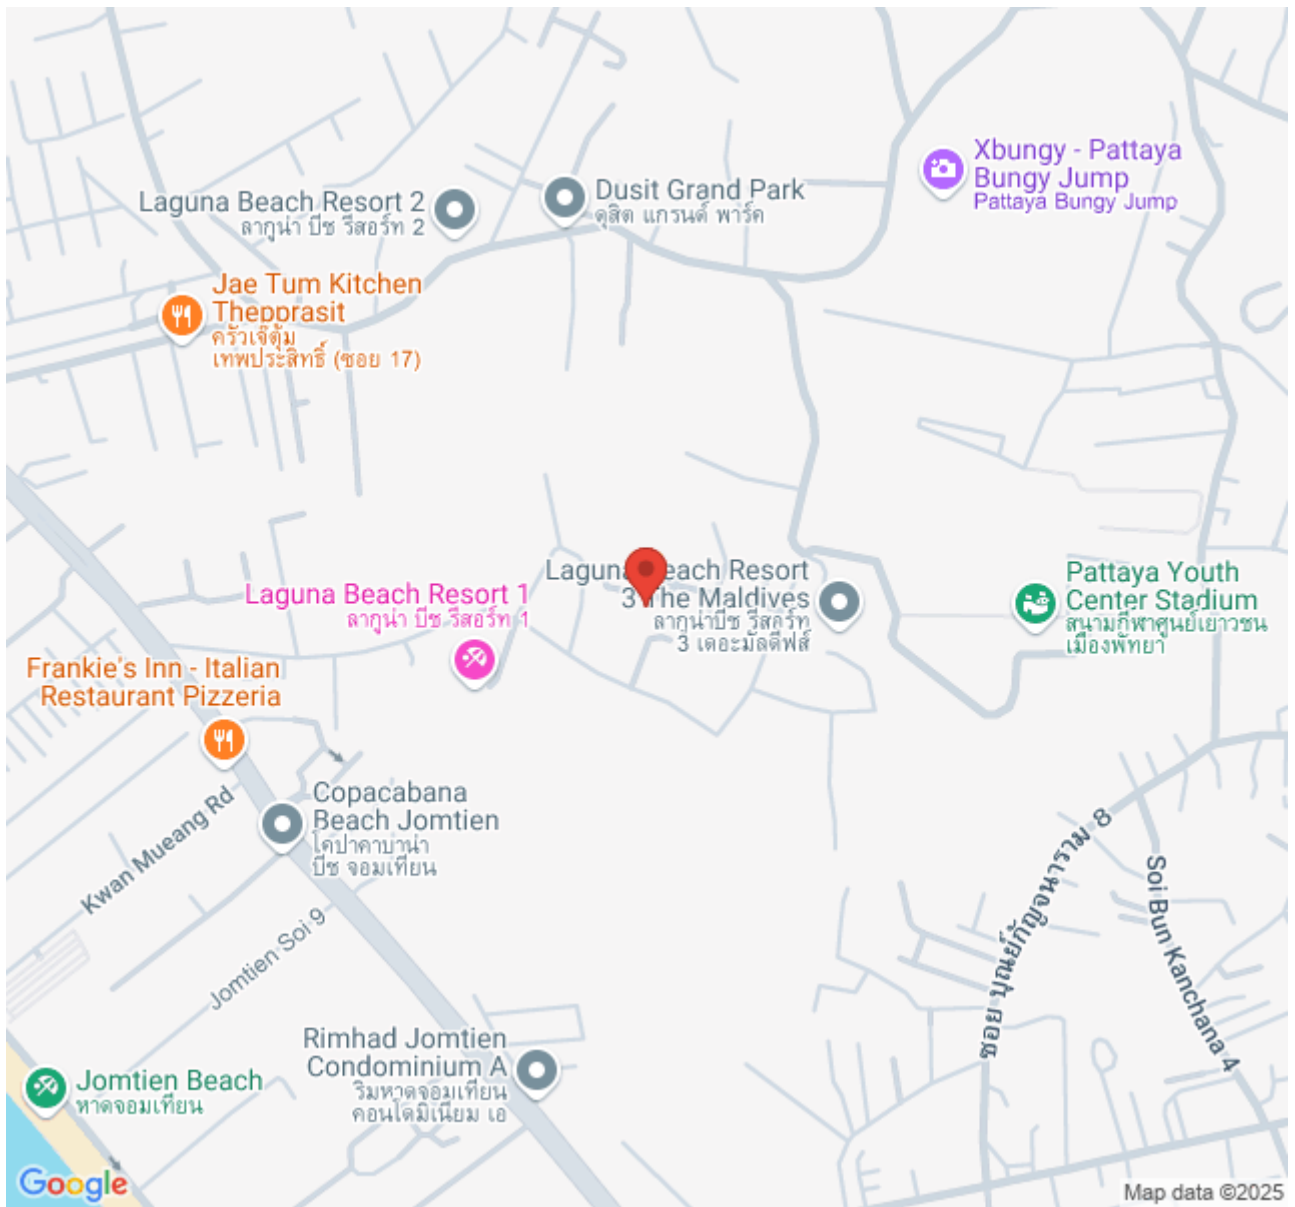 Xbungy - Pattaya
Bungy Jump
Pattaya Bungy Jump
Laguna Beach Resort 2
ลากูน่า บีช รีสอร์ท 2
Dusit Grand Park
ดุสิต แกรนด์ พาร์ค
Jae Tum Kitchen
Thepprasit
ครัวเจ๊ตุ้ม
เทพประสิทธิ์ (ซอย 17)
Laguna Beach Resort
3 The Maldives
ลากูน่าบีช รีสอร์ท
3 เดอะมัลดีฟส์
Pattaya Youth
Center Stadium
สนามกีฬาศูนย์เยาวชน
เมืองพัทยา
Laguna Beach Resort 1
ลากูน่า บีช รีสอร์ท 1
Frankie's Inn - Italian
Restaurant Pizzeria
Copacabana
Beach Jomtien
โคปาคาบาน่า
บีช จอมเทียน
Kwan Mueang Rd
ซอย บุณย์กัญจนาราม 8
Soi Bun Kanchana 4
Jomtien Soi 9
Rimhad Jomtien
Condominium A
ริมหาดจอมเทียน
คอนโดมิเนียม เอ
Jomtien Beach
หาดจอมเทียน
Google
Map data ©2025